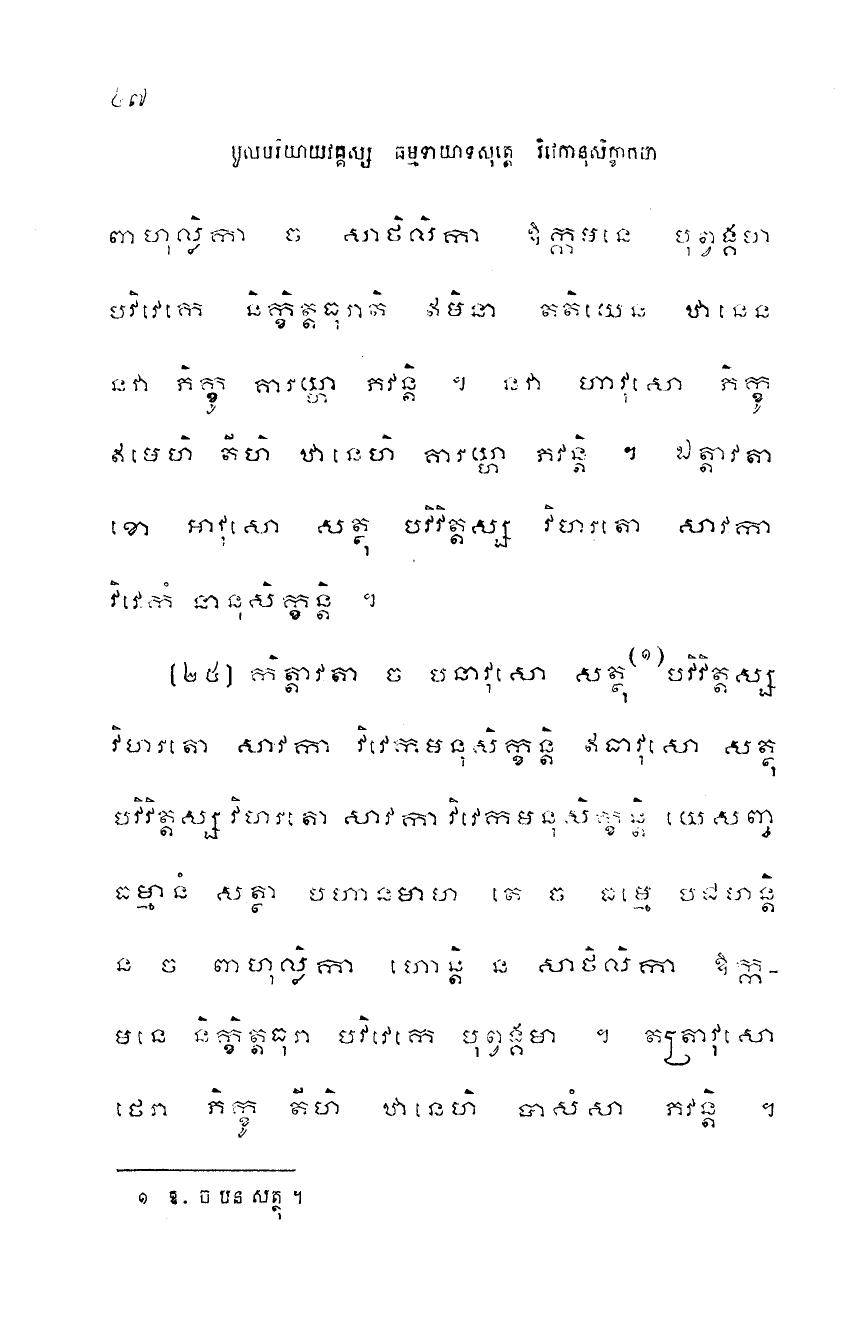 ៤៧
មូលបរិយាយវគ្គស្ស ធម្មទាយាទសុត្តេ វិវេកានុសិក្ខាកថា
ពាហុល្លិកា ច សាថិលិកា ឱក្កមនេ បុព្វង្គមា
បវិវេកេ និក្ខិត្តធុរាតិ ឥមិនា តតិយេន ឋានេន
នវា ភិក្ខូ គារយ្ហា ភវន្តិ ។ នវា ហាវុសោ ភិក្ខូ
ឥមេហិ តីហិ ឋានេហិ គារយ្ហា ភវន្តិ ។ ឯត្តាវតា
ខោ អាវុសោ សត្ថុ បវិវិត្តស្ស វិហរតោ សាវកា
វិវេកំ នានុសិក្ខន្តិ ។
[២៥] កិត្តាវតា ច បនាវុសោ សត្ថុ(១)បវិវិត្តស្ស
វិហរតោ សាវកា វិវេកមនុសិក្ខន្តិ ឥធាវុសោ សត្ថុ
បវិវិត្តស្ស វិហរតោ សាវកា វិវេកមនុសិក្ខន្តិ យេសញ្ច
ធម្មានំ សត្ថា បហានមាហ តេ ច ធម្មេ បជហន្តិ
ន ច ពាហុល្លិកា ហោន្តិ ន សាថិលិកា ឱក្ក-
មនេ និក្ខិត្តធុរា បវិវេកេ បុព្វង្គមា ។ តត្រាវុសោ
ថេរា ភិក្ខូ តីហិ ឋានេហិ បាសំសា ភវន្តិ ។
១ ឱ. ច បន សត្ថុ ។